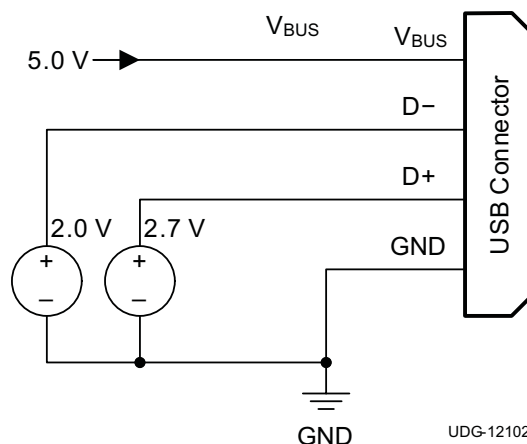 VBUS
VBUS
5.0 V
D−
D+
2.0 V
2.7 V
+
+
GND
−
−
USB Connector
GND
UDG-12102